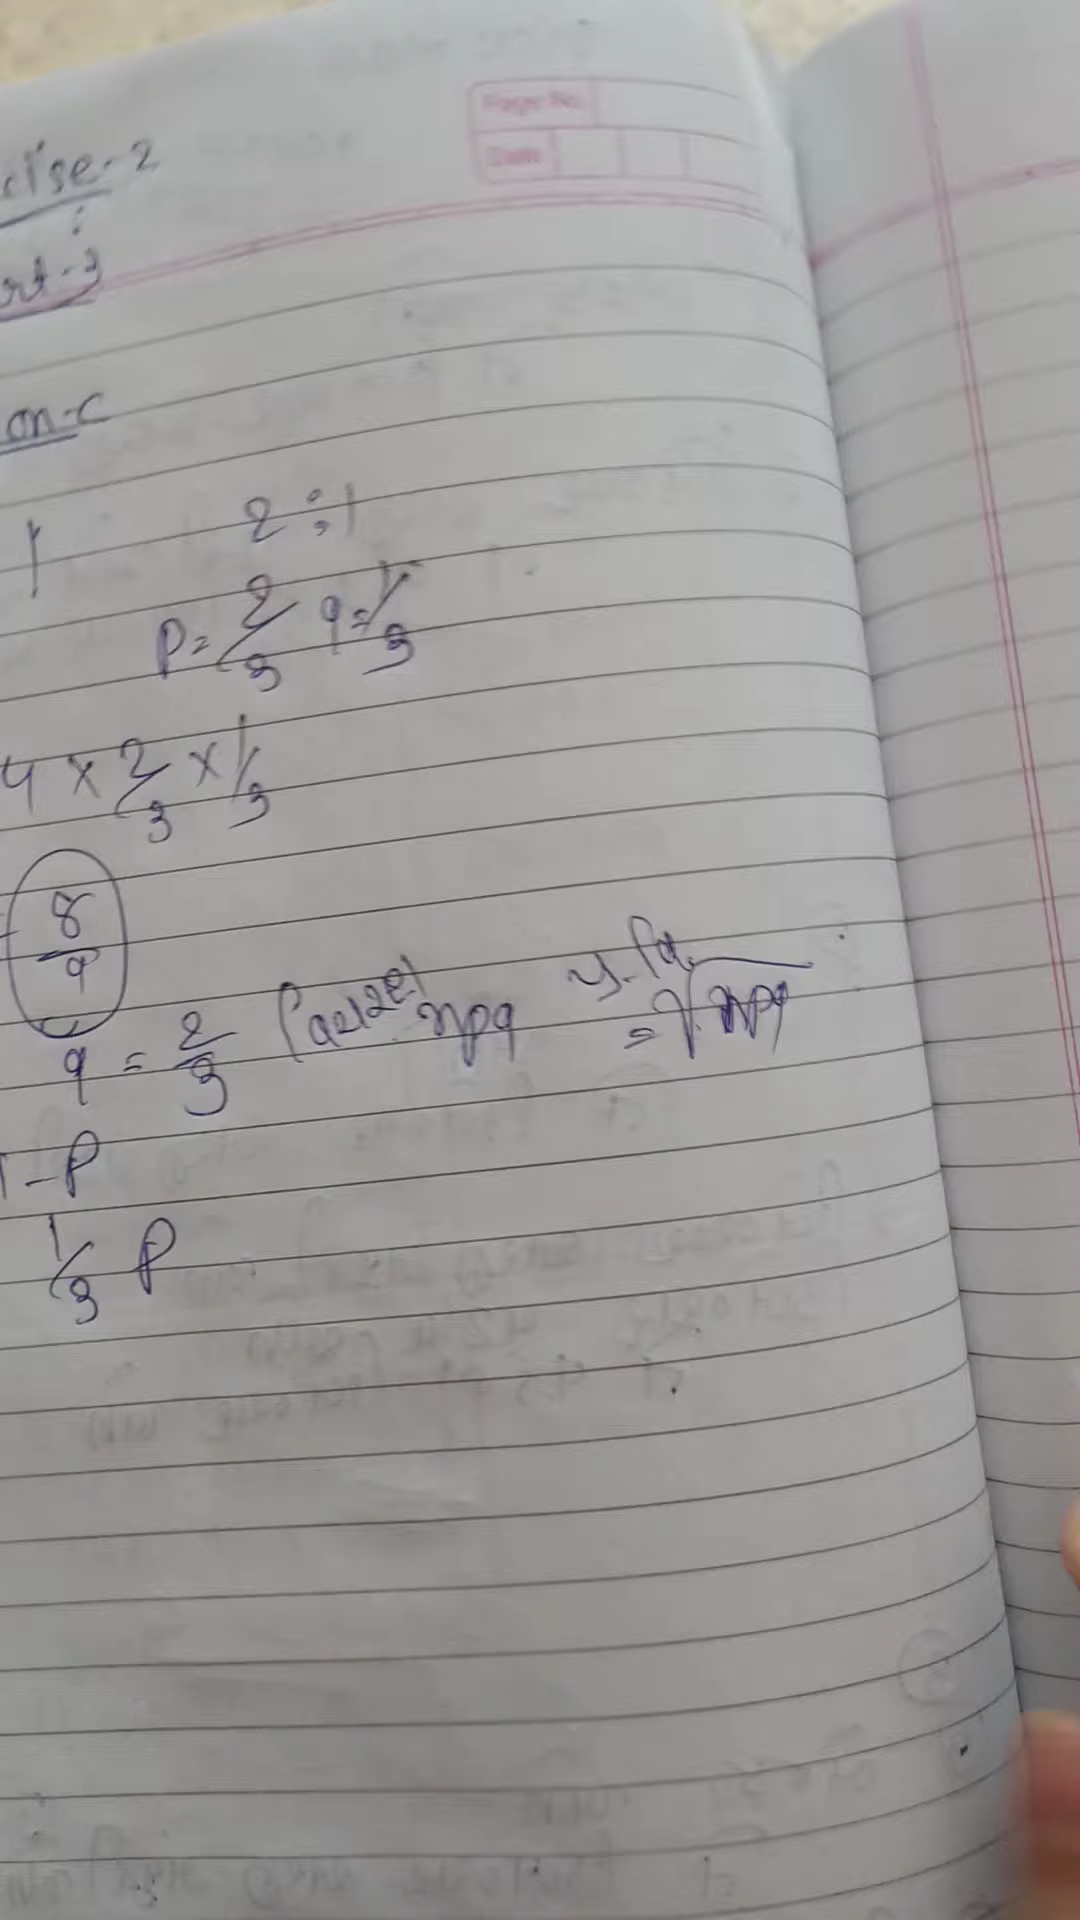 Page No.
Date
cise-2
rt-3
on-c
2:1
P = 2/3 q = 1/3
4 × 2/3 × 1/3
8/9
q = 2/3 npq = √npq
1-P
1/3 P